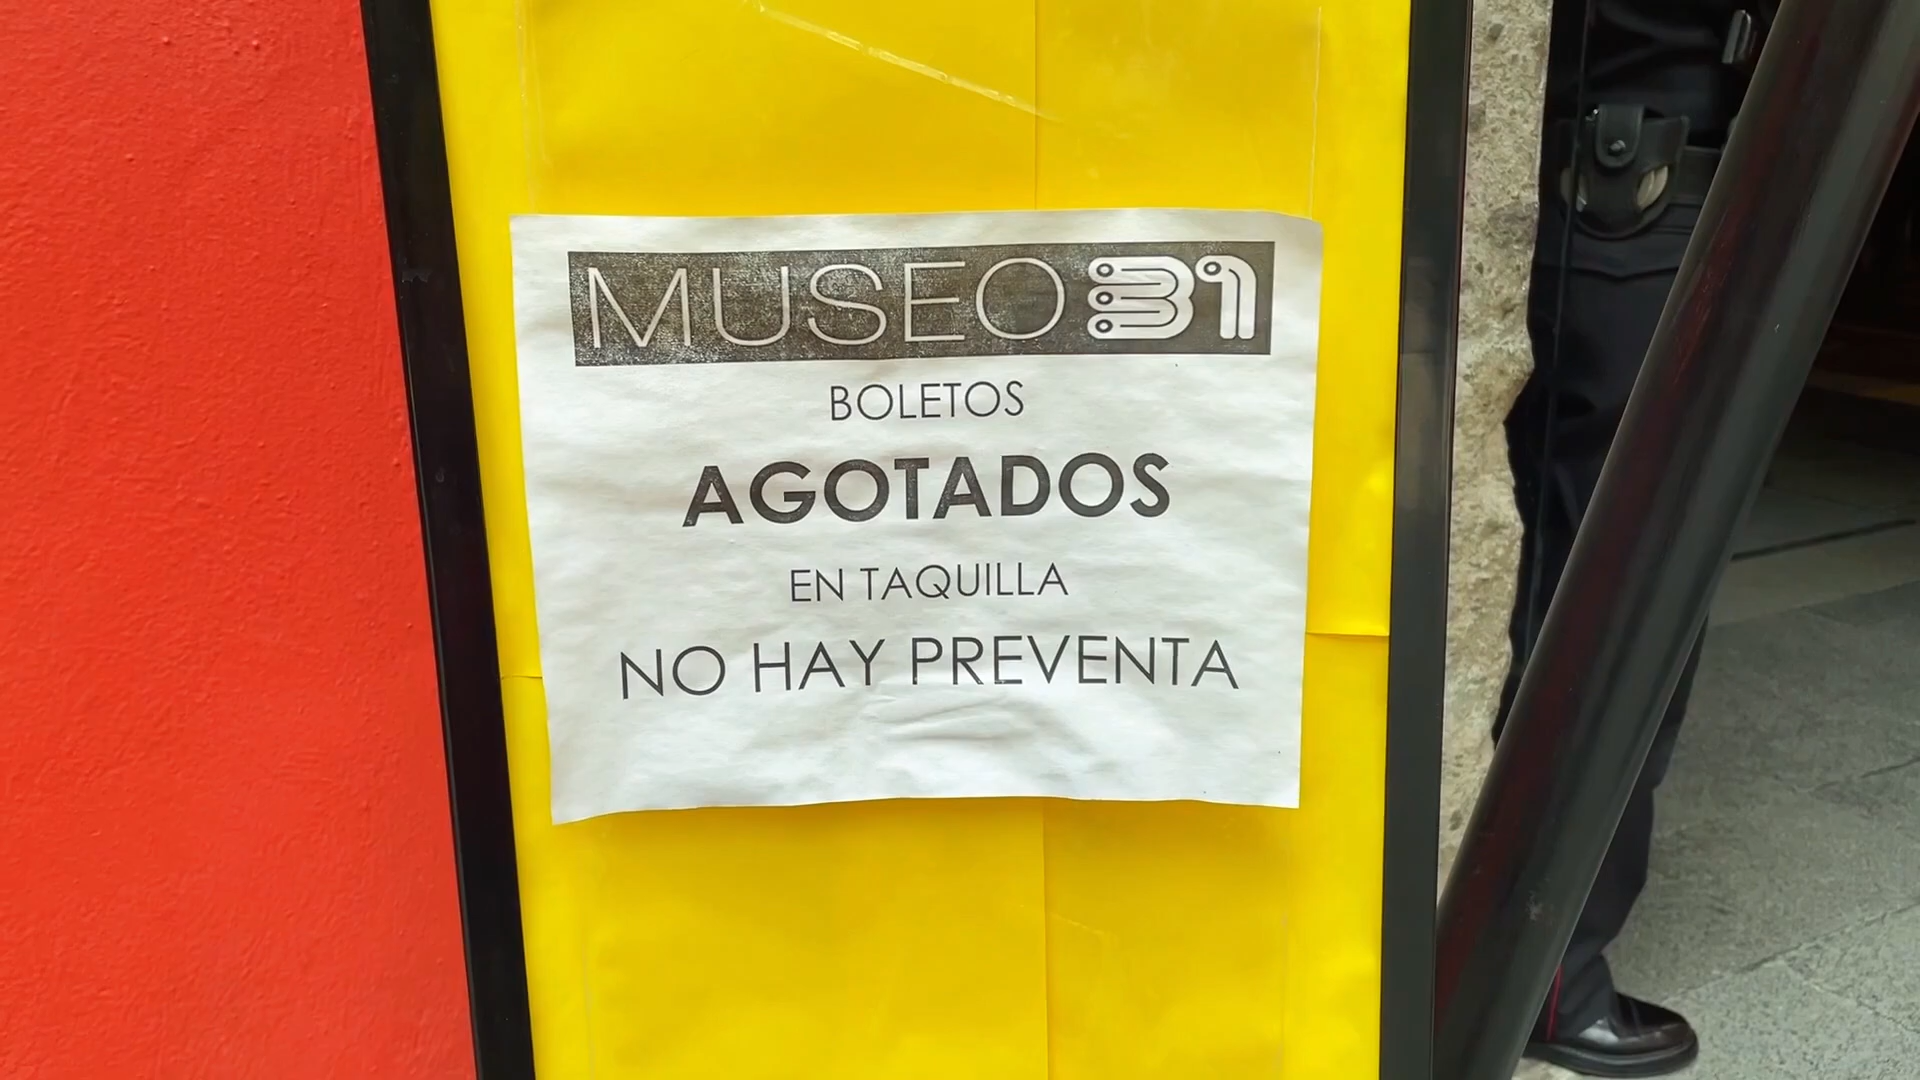 MUSEO 31
BOLETOS
AGOTADOS
EN TAQUILLA
NO HAY PREVENTA